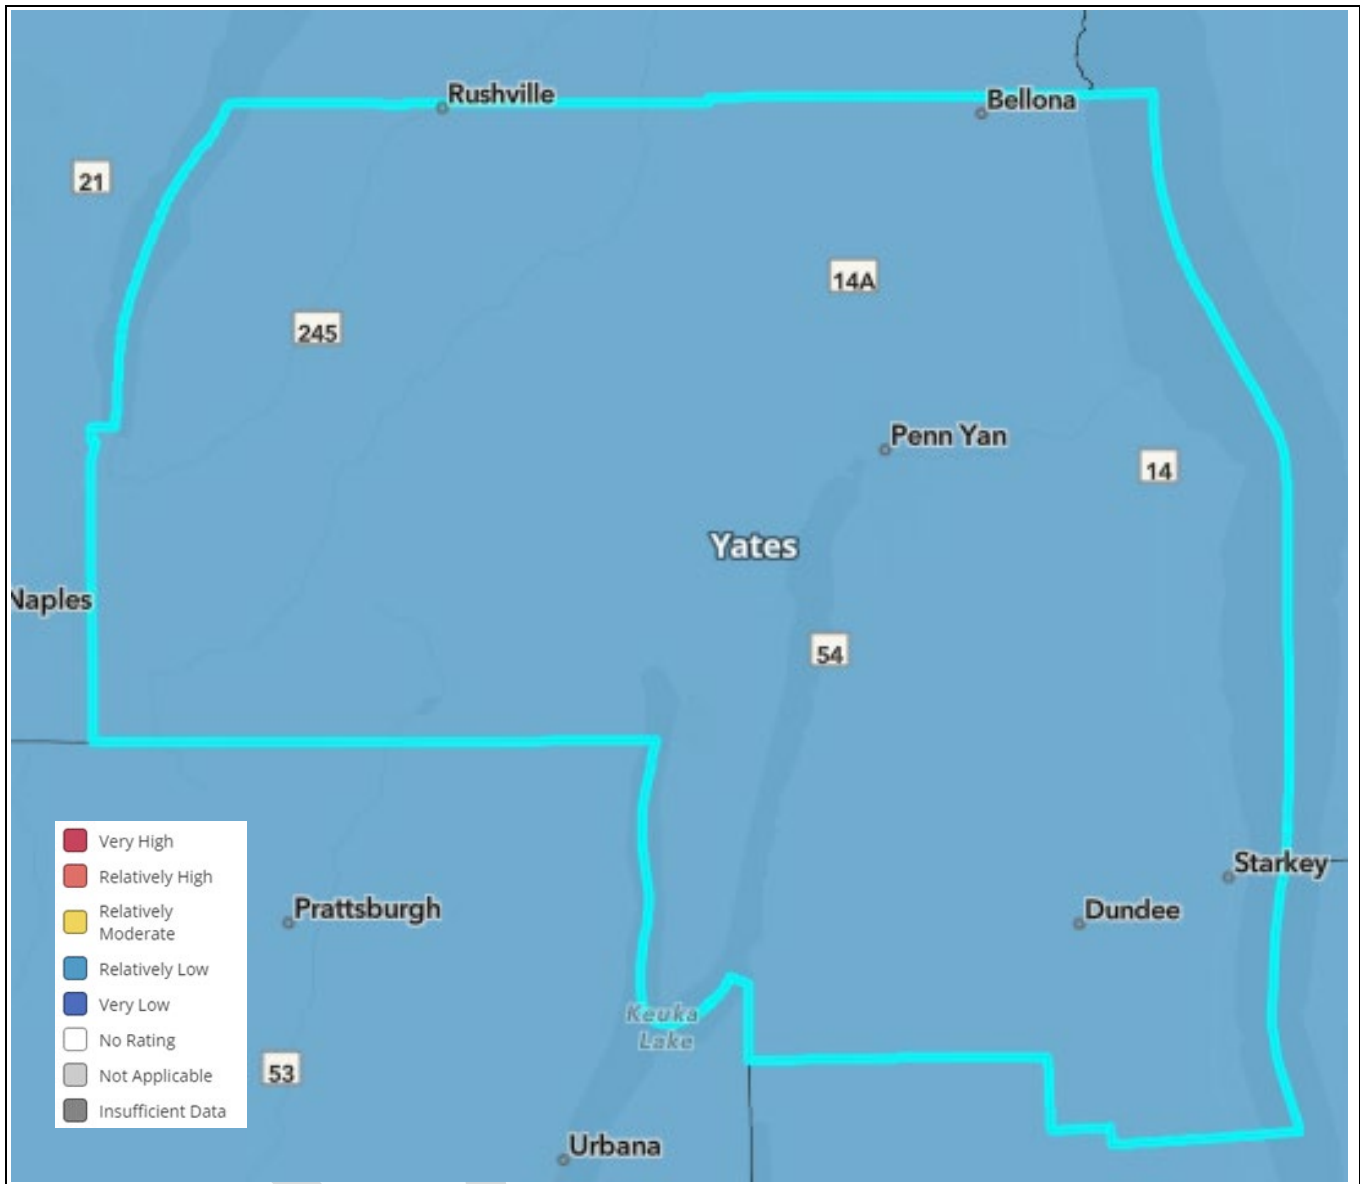 Rushville
Bellona
21
14A
245
Penn Yan
14
Yates
Naples
54
Starkey
Very High
Relatively High
Relatively
Moderate
Relatively Low
Very Low
No Rating
Not Applicable
Insufficient Data
Prattsburgh
Dundee
Keuka
Lake
53
Urbana